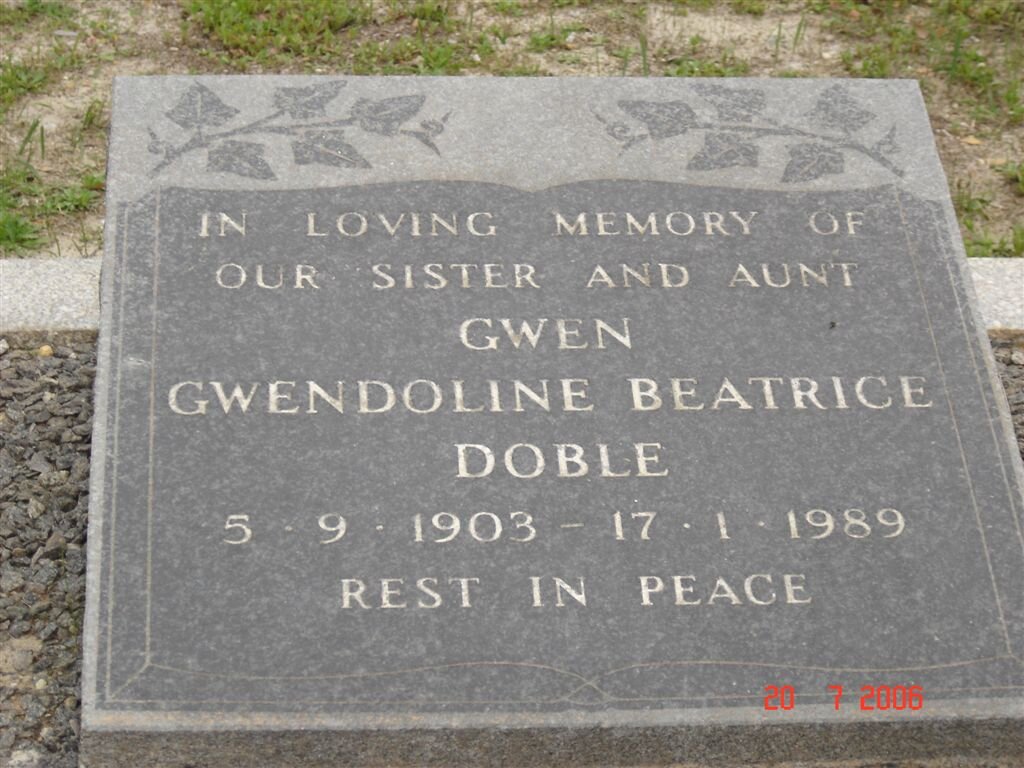 IN LOVING MEMORY OF
OUR SISTER AND AUNT
GWEN
GWENDOLINE BEATRICE
DOBLE
5 · 9 · 1903 – 17 · 1 · 1989
REST IN PEACE
20 7 2006